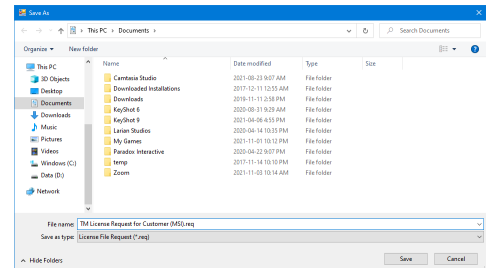 Save As
This PC > Documents >
Search Documents
Organize New folder
Name Date modified Type Size
This PC
3D Objects
Desktop
Documents
Downloads
Music
Pictures
Videos
Windows (C:)
Data (D:)
Network
Camtasia Studio 2021-08-23 9:07 AM File folder
Downloaded Installations 2017-12-11 12:55 AM File folder
Downloads 2019-11-11 2:58 PM File folder
KeyShot 6 2020-08-31 9:29 AM File folder
KeyShot 9 2021-04-06 4:55 PM File folder
Larian Studios 2020-04-14 10:35 PM File folder
My Games 2021-11-01 10:12 PM File folder
Paradox Interactive 2020-04-22 9:07 PM File folder
temp 2017-11-14 10:10 PM File folder
Zoom 2021-11-03 10:14 AM File folder
File name: TM License Request for Customer (MSI).req
Save as type: License File Request (*.req)
Hide Folders Save Cancel